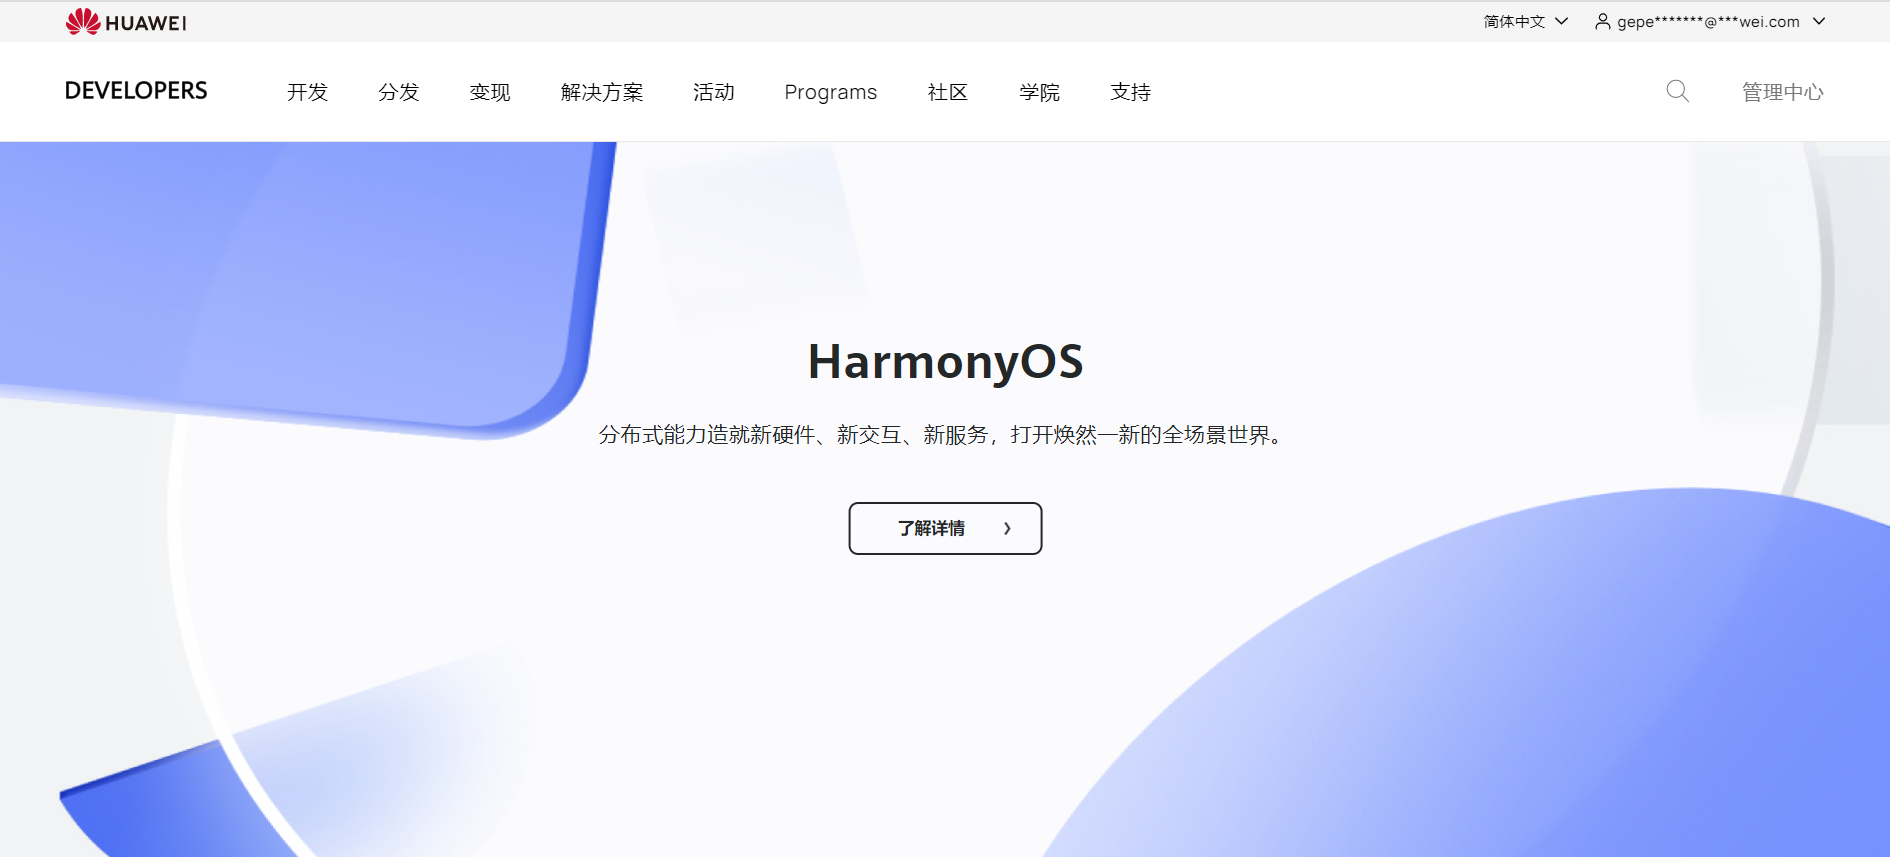 HUAWEI 简体中文 gepe*******@***wei.com
DEVELOPERS 开发 分发 变现 解决方案 活动 Programs 社区 学院 支持 管理中心
HarmonyOS
分布式能力造就新硬件、新交互、新服务，打开焕然一新的全场景世界。
了解详情